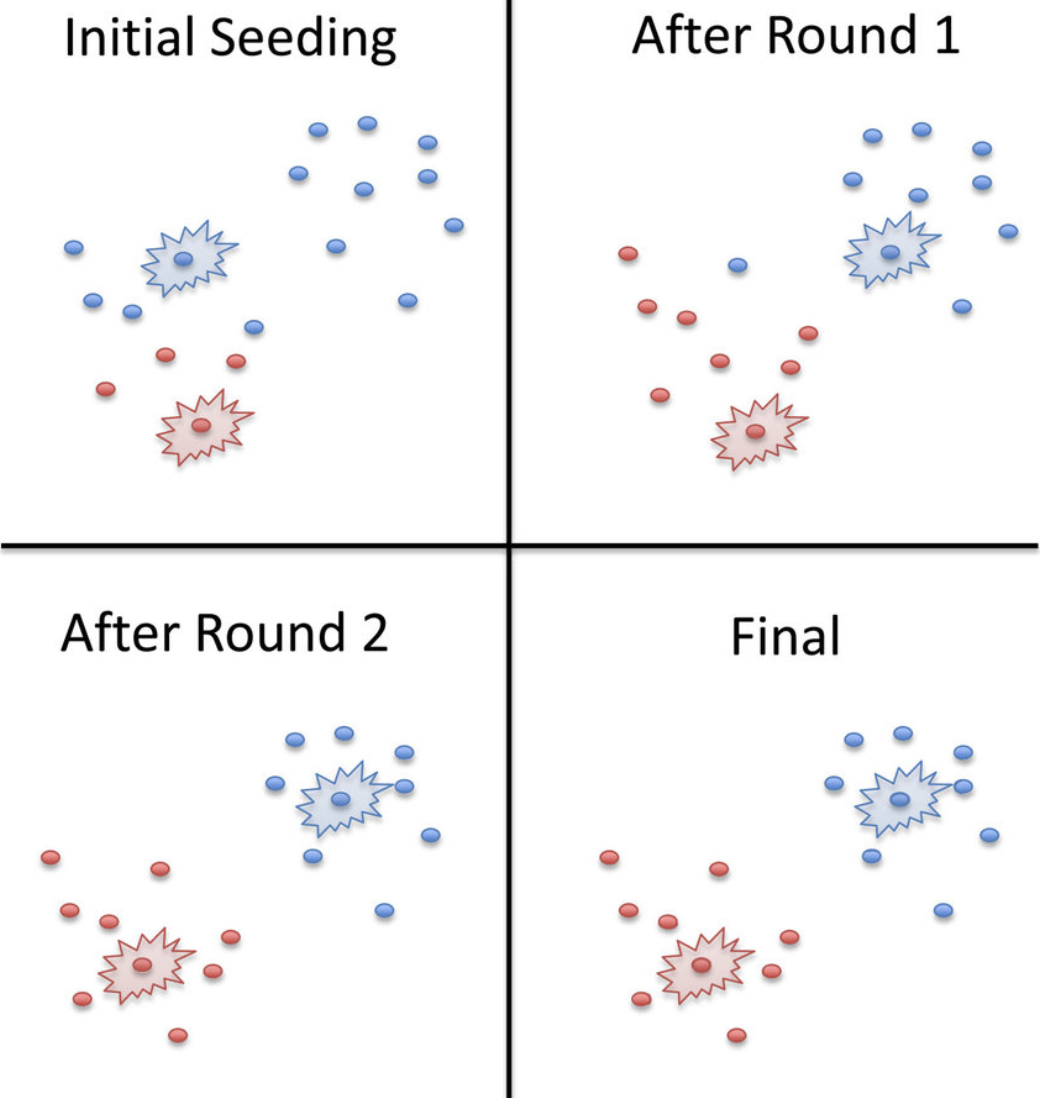 Initial Seeding
After Round 1
After Round 2
Final